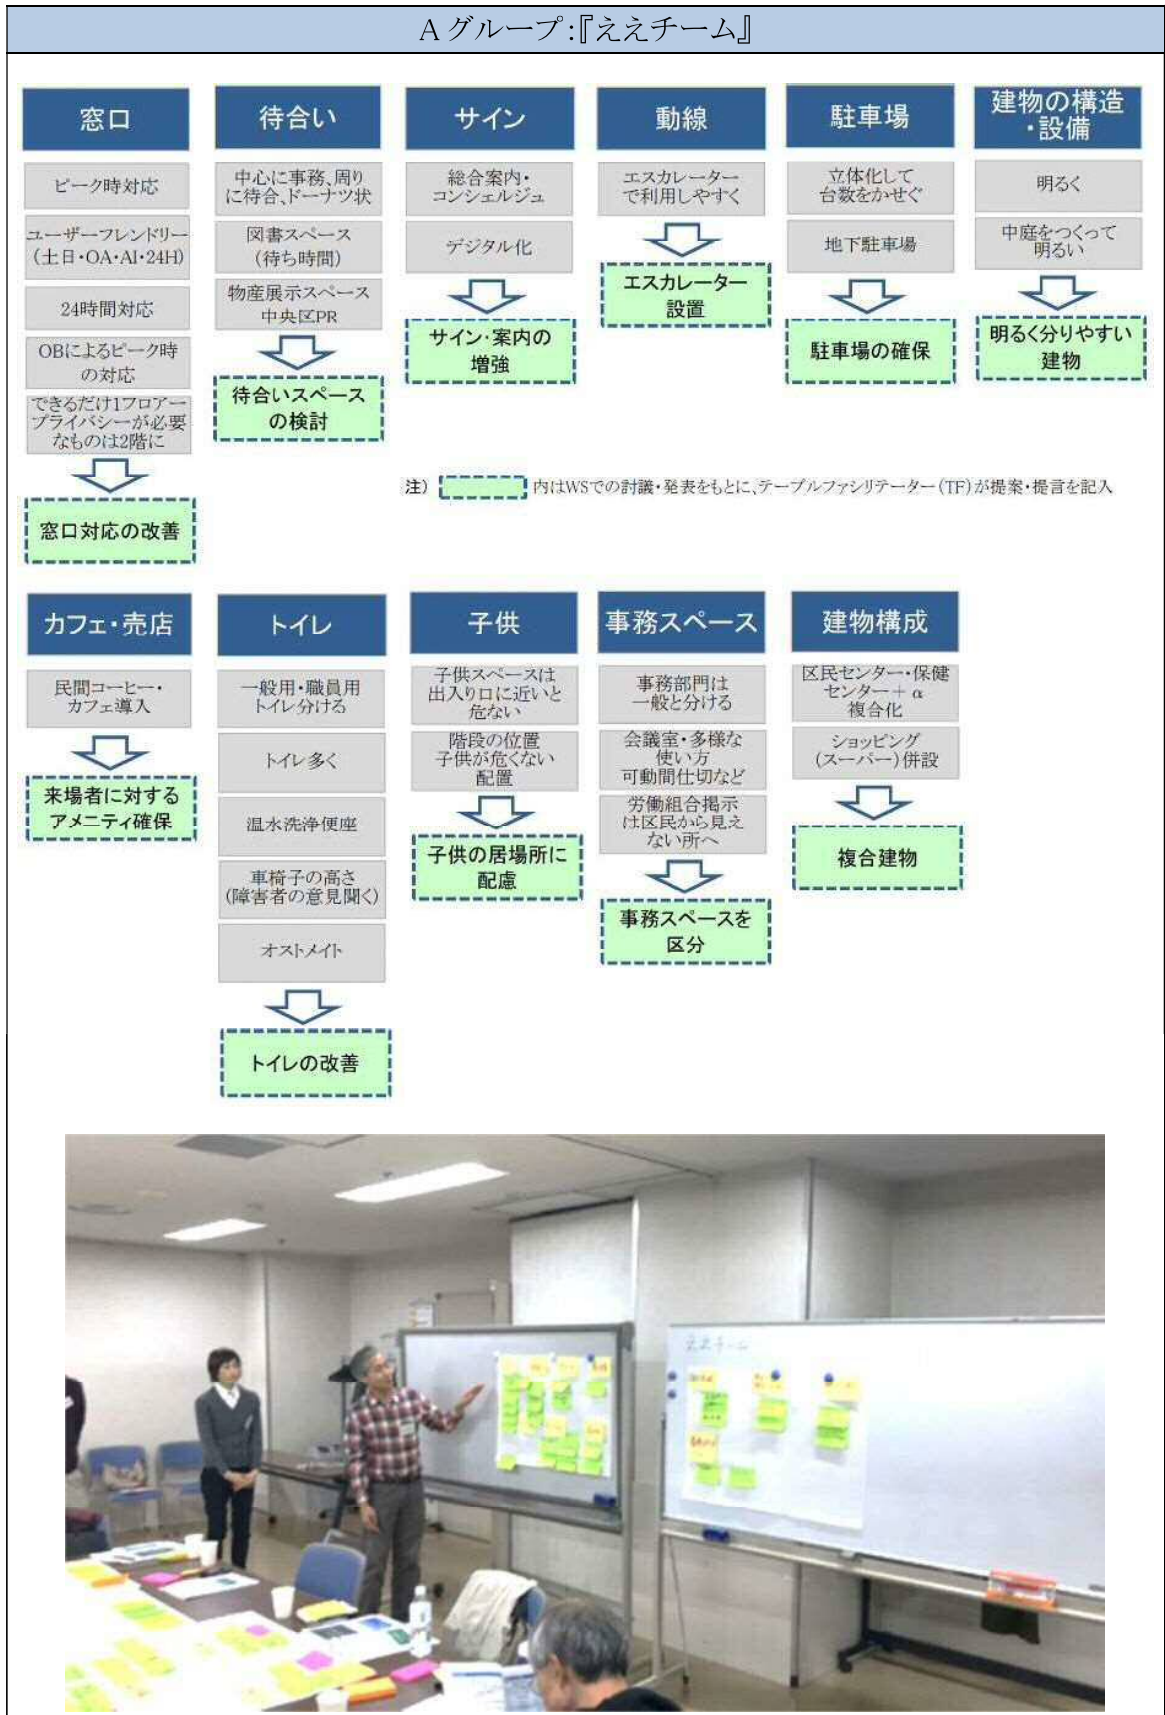 Aグループ:『ええチーム』
窓口
ピーク時対応
ユーザーフレンドリー
(土日・OA・AI・24H)
24時間対応
OBによるピーク時
の対応
できるだけ1フロアー
プライバシーが必要
なものは2階に
窓口対応の改善
待合い
中心に事務、周り
に待合、ドーナツ状
図書スペース
(待ち時間)
物産展示スペース
中央区PR
待合いスペース
の検討
サイン
総合案内・
コンシェルジュ
デジタル化
サイン・案内の
増強
動線
エスカレーター
で利用しやすく
エスカレーター
設置
駐車場
立体化して
台数をかせぐ
地下駐車場
駐車場の確保
建物の構造
・設備
明るく
中庭をつくって
明るい
明るく分りやすい
建物
注) 内はWSでの討議・発表をもとに、テーブルファシリテーター(TF)が提案・提言を記入
カフェ・売店
民間コーヒー・
カフェ導入
来場者に対する
アメニティ確保
トイレ
一般用・職員用
トイレ分ける
トイレ多く
温水洗浄便座
車椅子の高さ
(障害者の意見聞く)
オストメイト
トイレの改善
子供
子供スペースは
出入り口に近いと
危ない
階段の位置
子供が危くない
配置
子供の居場所に
配慮
事務スペース
事務部門は
一般と分ける
会議室・多様な
使い方
可動間仕切など
労働組合掲示
は区民から見え
ない所へ
事務スペースを
区分
建物構成
区民センター・保健
センター+α
複合化
ショッピング
(スーパー)併設
複合建物
ええチーム